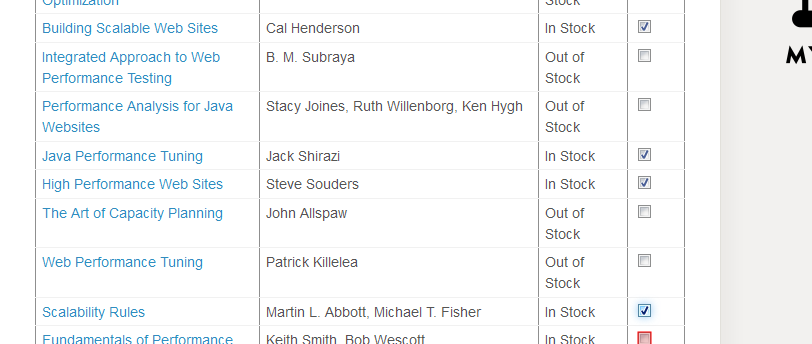 Optimization
Stock
Building Scalable Web Sites Cal Henderson In Stock
Integrated Approach to Web B. M. Subraya Out of
Performance Testing Stock
Performance Analysis for Java Stacy Joines, Ruth Willenborg, Ken Hygh Out of
Websites Stock
Java Performance Tuning Jack Shirazi In Stock
High Performance Web Sites Steve Souders In Stock
The Art of Capacity Planning John Allspaw Out of
Stock
Web Performance Tuning Patrick Killelea Out of
Stock
Scalability Rules Martin L. Abbott, Michael T. Fisher In Stock
Fundamentals of Performance Keith Smith, Bob Wescott In Stock
MY